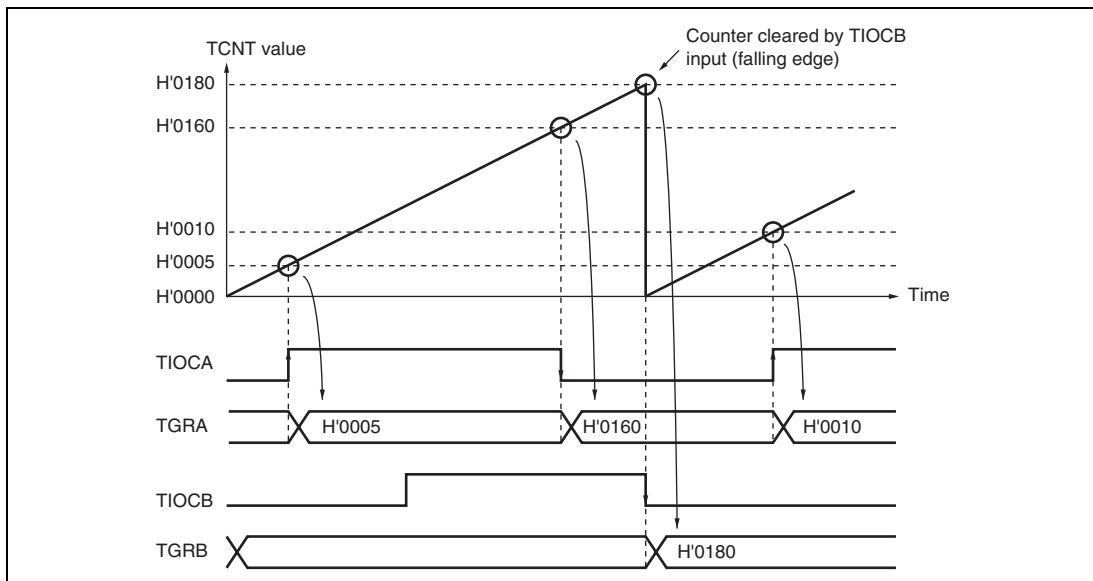 Counter cleared by TIOCB
input (falling edge)
TCNT value
H'0180
H'0160
H'0010
H'0005
H'0000
Time
TIOCA
TGRA
H'0005
H'0160
H'0010
TIOCB
TGRB
H'0180